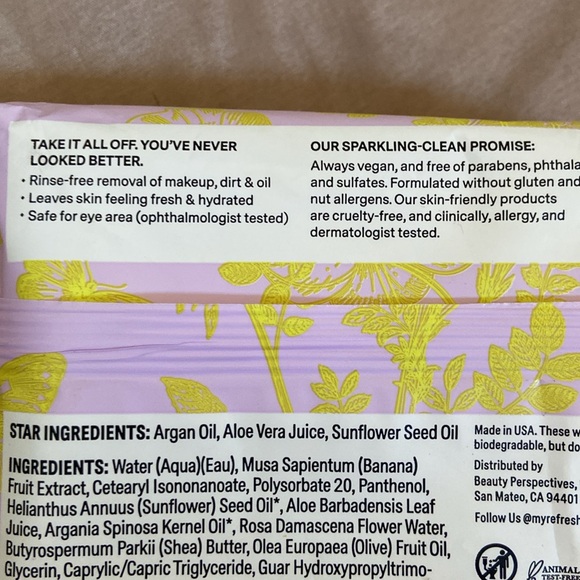 TAKE IT ALL OFF. YOU'VE NEVER
LOOKED BETTER.
• Rinse-free removal of makeup, dirt & oil
• Leaves skin feeling fresh & hydrated
• Safe for eye area (ophthalmologist tested)
OUR SPARKLING-CLEAN PROMISE:
Always vegan, and free of parabens, phthala
and sulfates. Formulated without gluten and
nut allergens. Our skin-friendly products
are cruelty-free, and clinically, allergy, and
dermatologist tested.
STAR INGREDIENTS: Argan Oil, Aloe Vera Juice, Sunflower Seed Oil
INGREDIENTS: Water (Aqua)(Eau), Musa Sapientum (Banana)
Fruit Extract, Cetearyl Isononanoate, Polysorbate 20, Panthenol,
Helianthus Annuus (Sunflower) Seed Oil*, Aloe Barbadensis Leaf
Juice, Argania Spinosa Kernel Oil*, Rosa Damascena Flower Water,
Butyrospermum Parkii (Shea) Butter, Olea Europaea (Olive) Fruit Oil,
Glycerin, Caprylic/Capric Triglyceride, Guar Hydroxypropyltrimo-
Made in USA. These w
biodegradable, but do
Distributed by
Beauty Perspectives,
San Mateo, CA 94401
Follow Us @myrefresh
ANIMAL
TEST-FREE